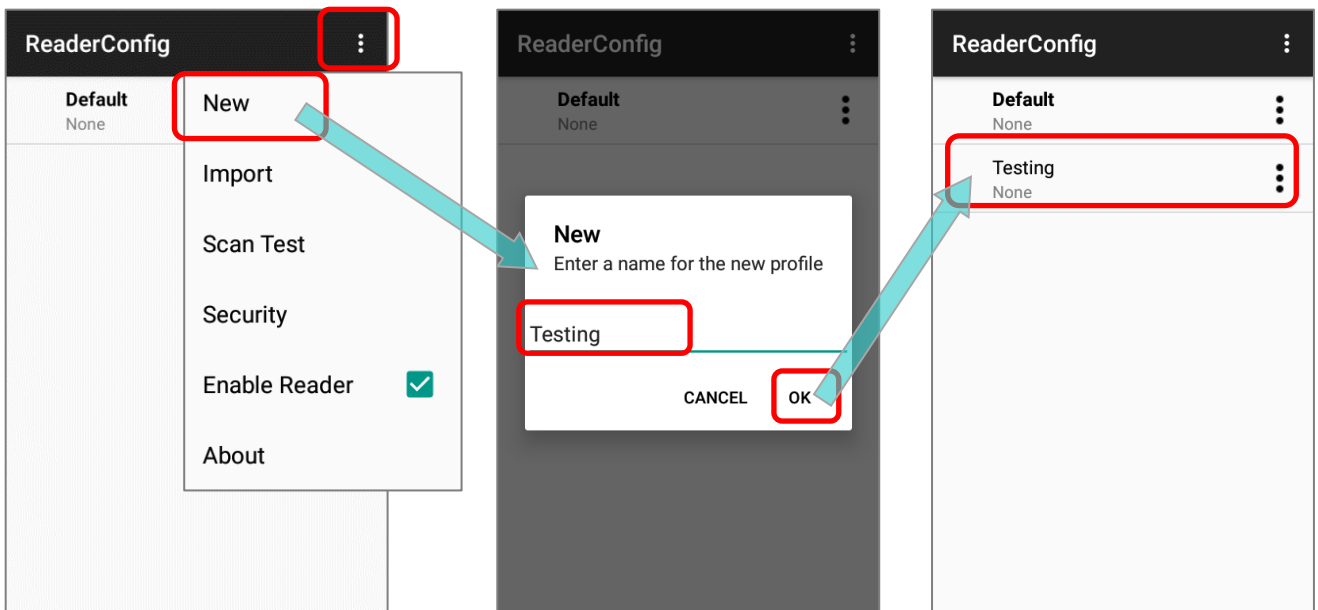 ReaderConfig
Default
None
New
Import
Scan Test
Security
Enable Reader
About
ReaderConfig
Default
None
New
Enter a name for the new profile
Testing
CANCEL OK
ReaderConfig
Default
None
Testing
None